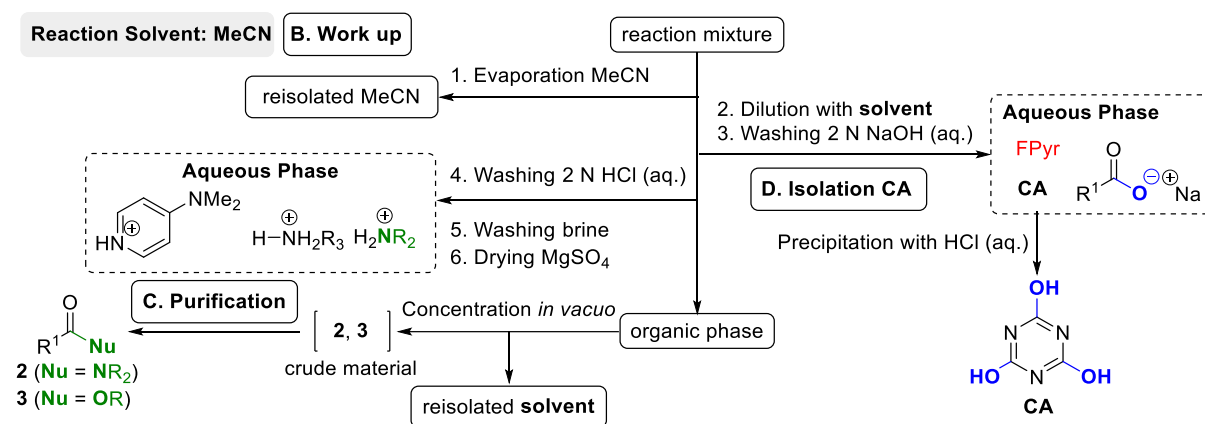 Reaction Solvent: MeCN
B. Work up
reaction mixture
1. Evaporation MeCN
reisolated MeCN
2. Dilution with solvent
3. Washing 2 N NaOH (aq.)
Aqueous Phase
FPyr
CA
O
R¹
O
−
+
Na
D. Isolation CA
Aqueous Phase
NMe₂
HN
+
+
H–NH₂R₃
+
H₂NR₂
4. Washing 2 N HCl (aq.)
5. Washing brine
6. Drying MgSO₄
Precipitation with HCl (aq.)
OH
N
N
HO
N
OH
CA
C. Purification
Concentration in vacuo
organic phase
[ 2, 3 ]
crude material
reisolated solvent
O
R¹
Nu
2 (Nu = NR₂)
3 (Nu = OR)